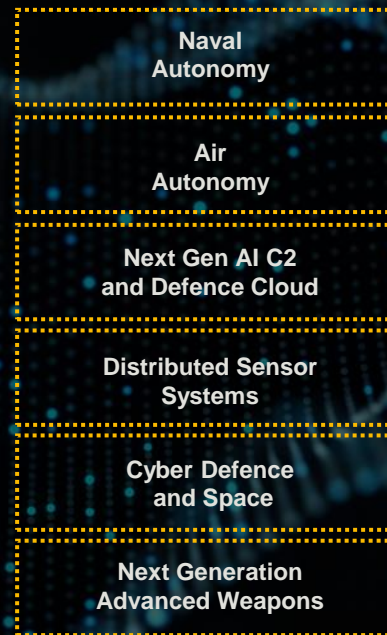 Naval
Autonomy
Air
Autonomy
Next Gen AI C2
and Defence Cloud
Distributed Sensor
Systems
Cyber Defence
and Space
Next Generation
Advanced Weapons